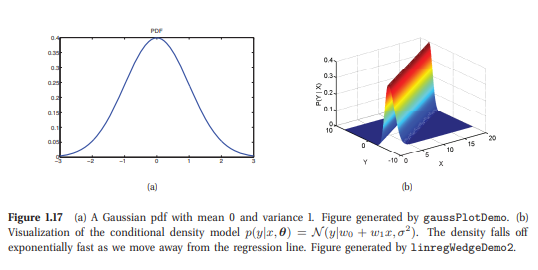 PDF
0.4
0.35
0.3
0.25
0.2
0.15
0.1
0.05
0
-3 -2 -1 0 1 2 3
(a)
0.4
0.3
0.2
0.1
0
P(Y | X)
10 0 -10
Y
0 5 10 15 20
X
(b)
Figure 1.17 (a) A Gaussian pdf with mean 0 and variance 1. Figure generated by gaussPlotDemo. (b)
Visualization of the conditional density model p(y|x, θ) = N(y|w₀ + w₁x, σ²). The density falls off
exponentially fast as we move away from the regression line. Figure generated by linregWedgeDemo2.